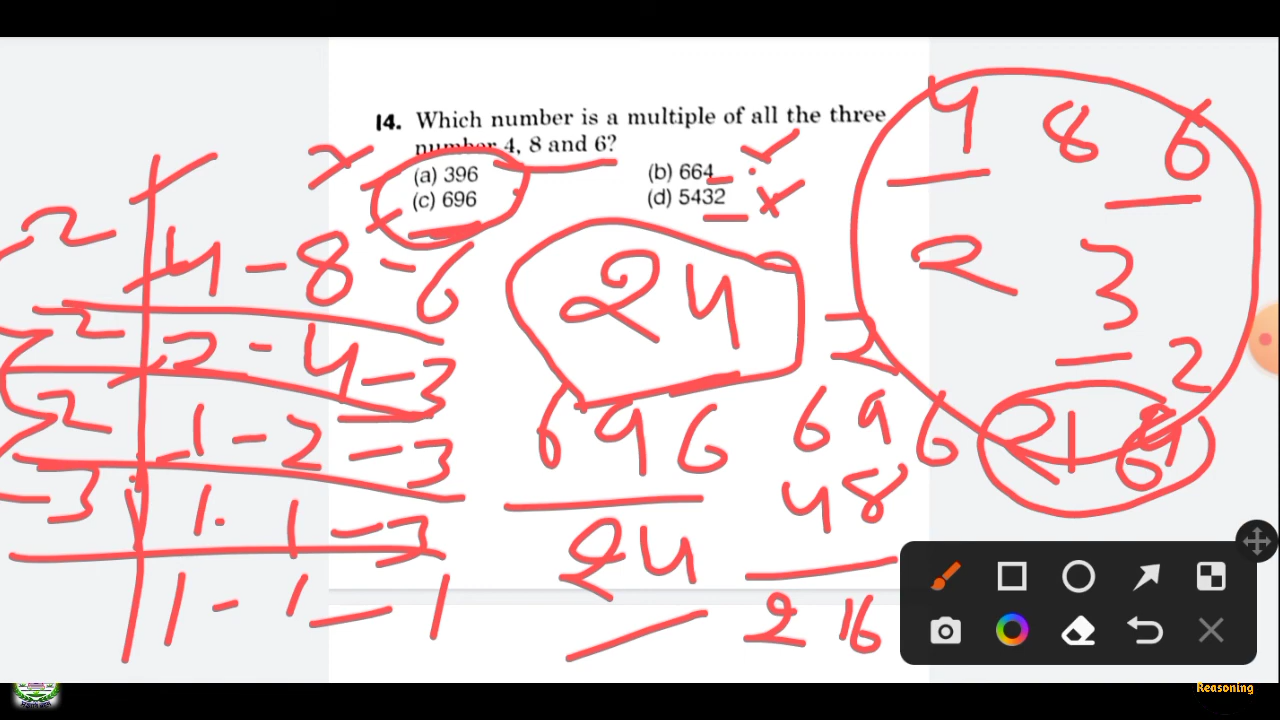 14. Which number is a multiple of all the three
number 4, 8 and 6?
(a) 396 (b) 664
(c) 696 (d) 5432
4 8 6
2 3
2
2 4 - 8 - 6
2 2 - 4 - 3
2 1 - 2 - 3
3 1 - 1 - 3
1 - 1 - 1
24
696
24
696
48
216
Reasoning